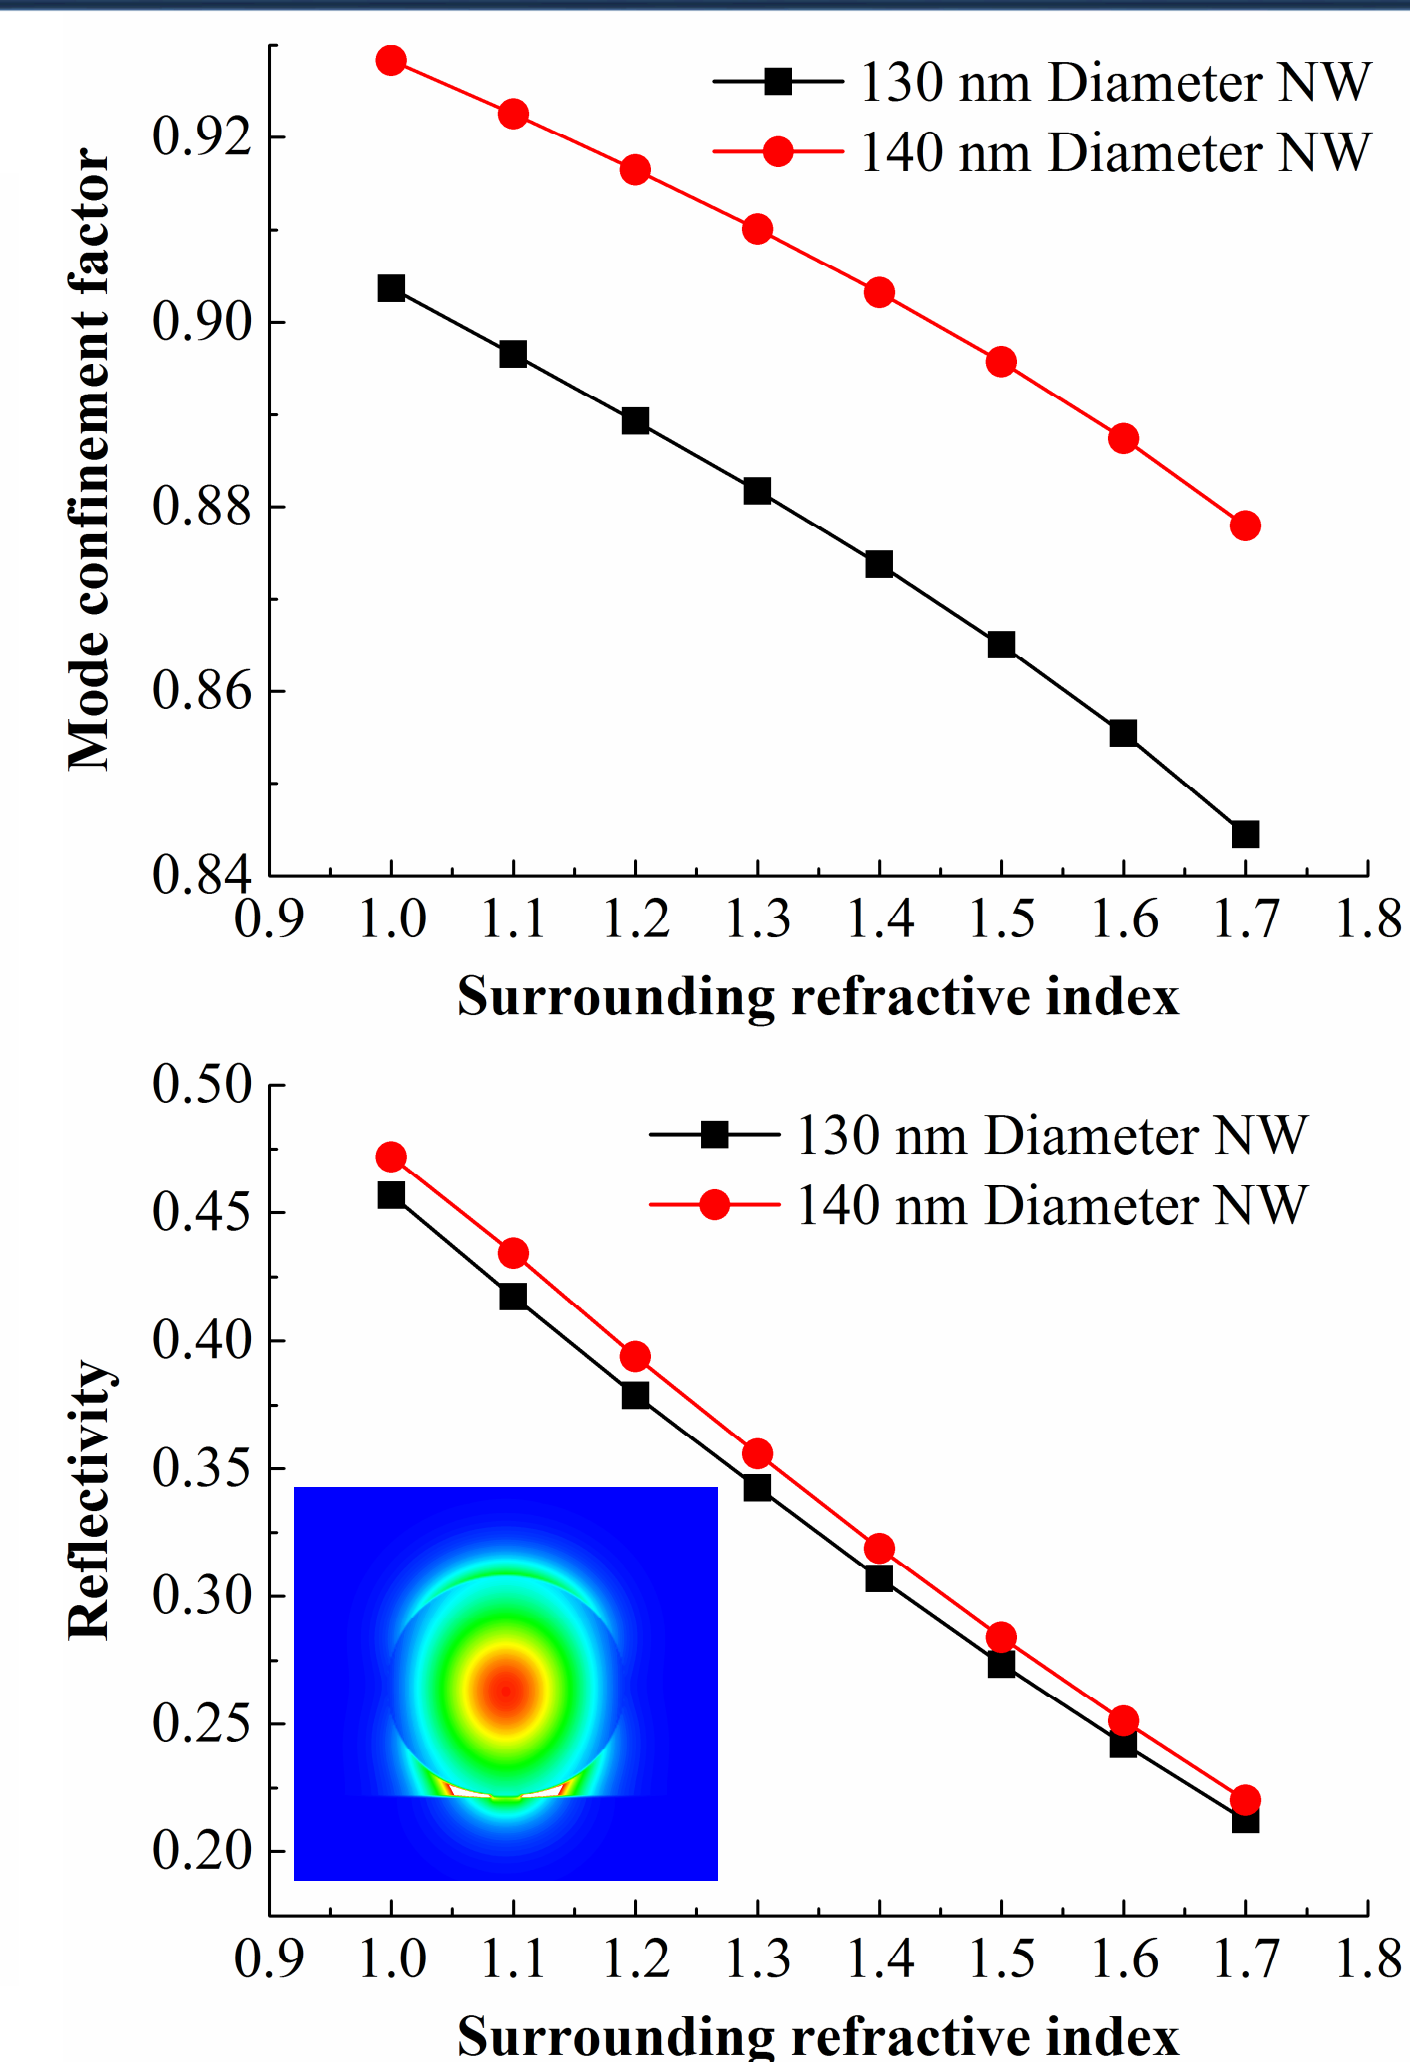 130 nm Diameter NW
140 nm Diameter NW
Mode confinement factor
0.92
0.90
0.88
0.86
0.84
0.9 1.0 1.1 1.2 1.3 1.4 1.5 1.6 1.7 1.8
Surrounding refractive index
130 nm Diameter NW
140 nm Diameter NW
Reflectivity
0.50
0.45
0.40
0.35
0.30
0.25
0.20
0.9 1.0 1.1 1.2 1.3 1.4 1.5 1.6 1.7 1.8
Surrounding refractive index